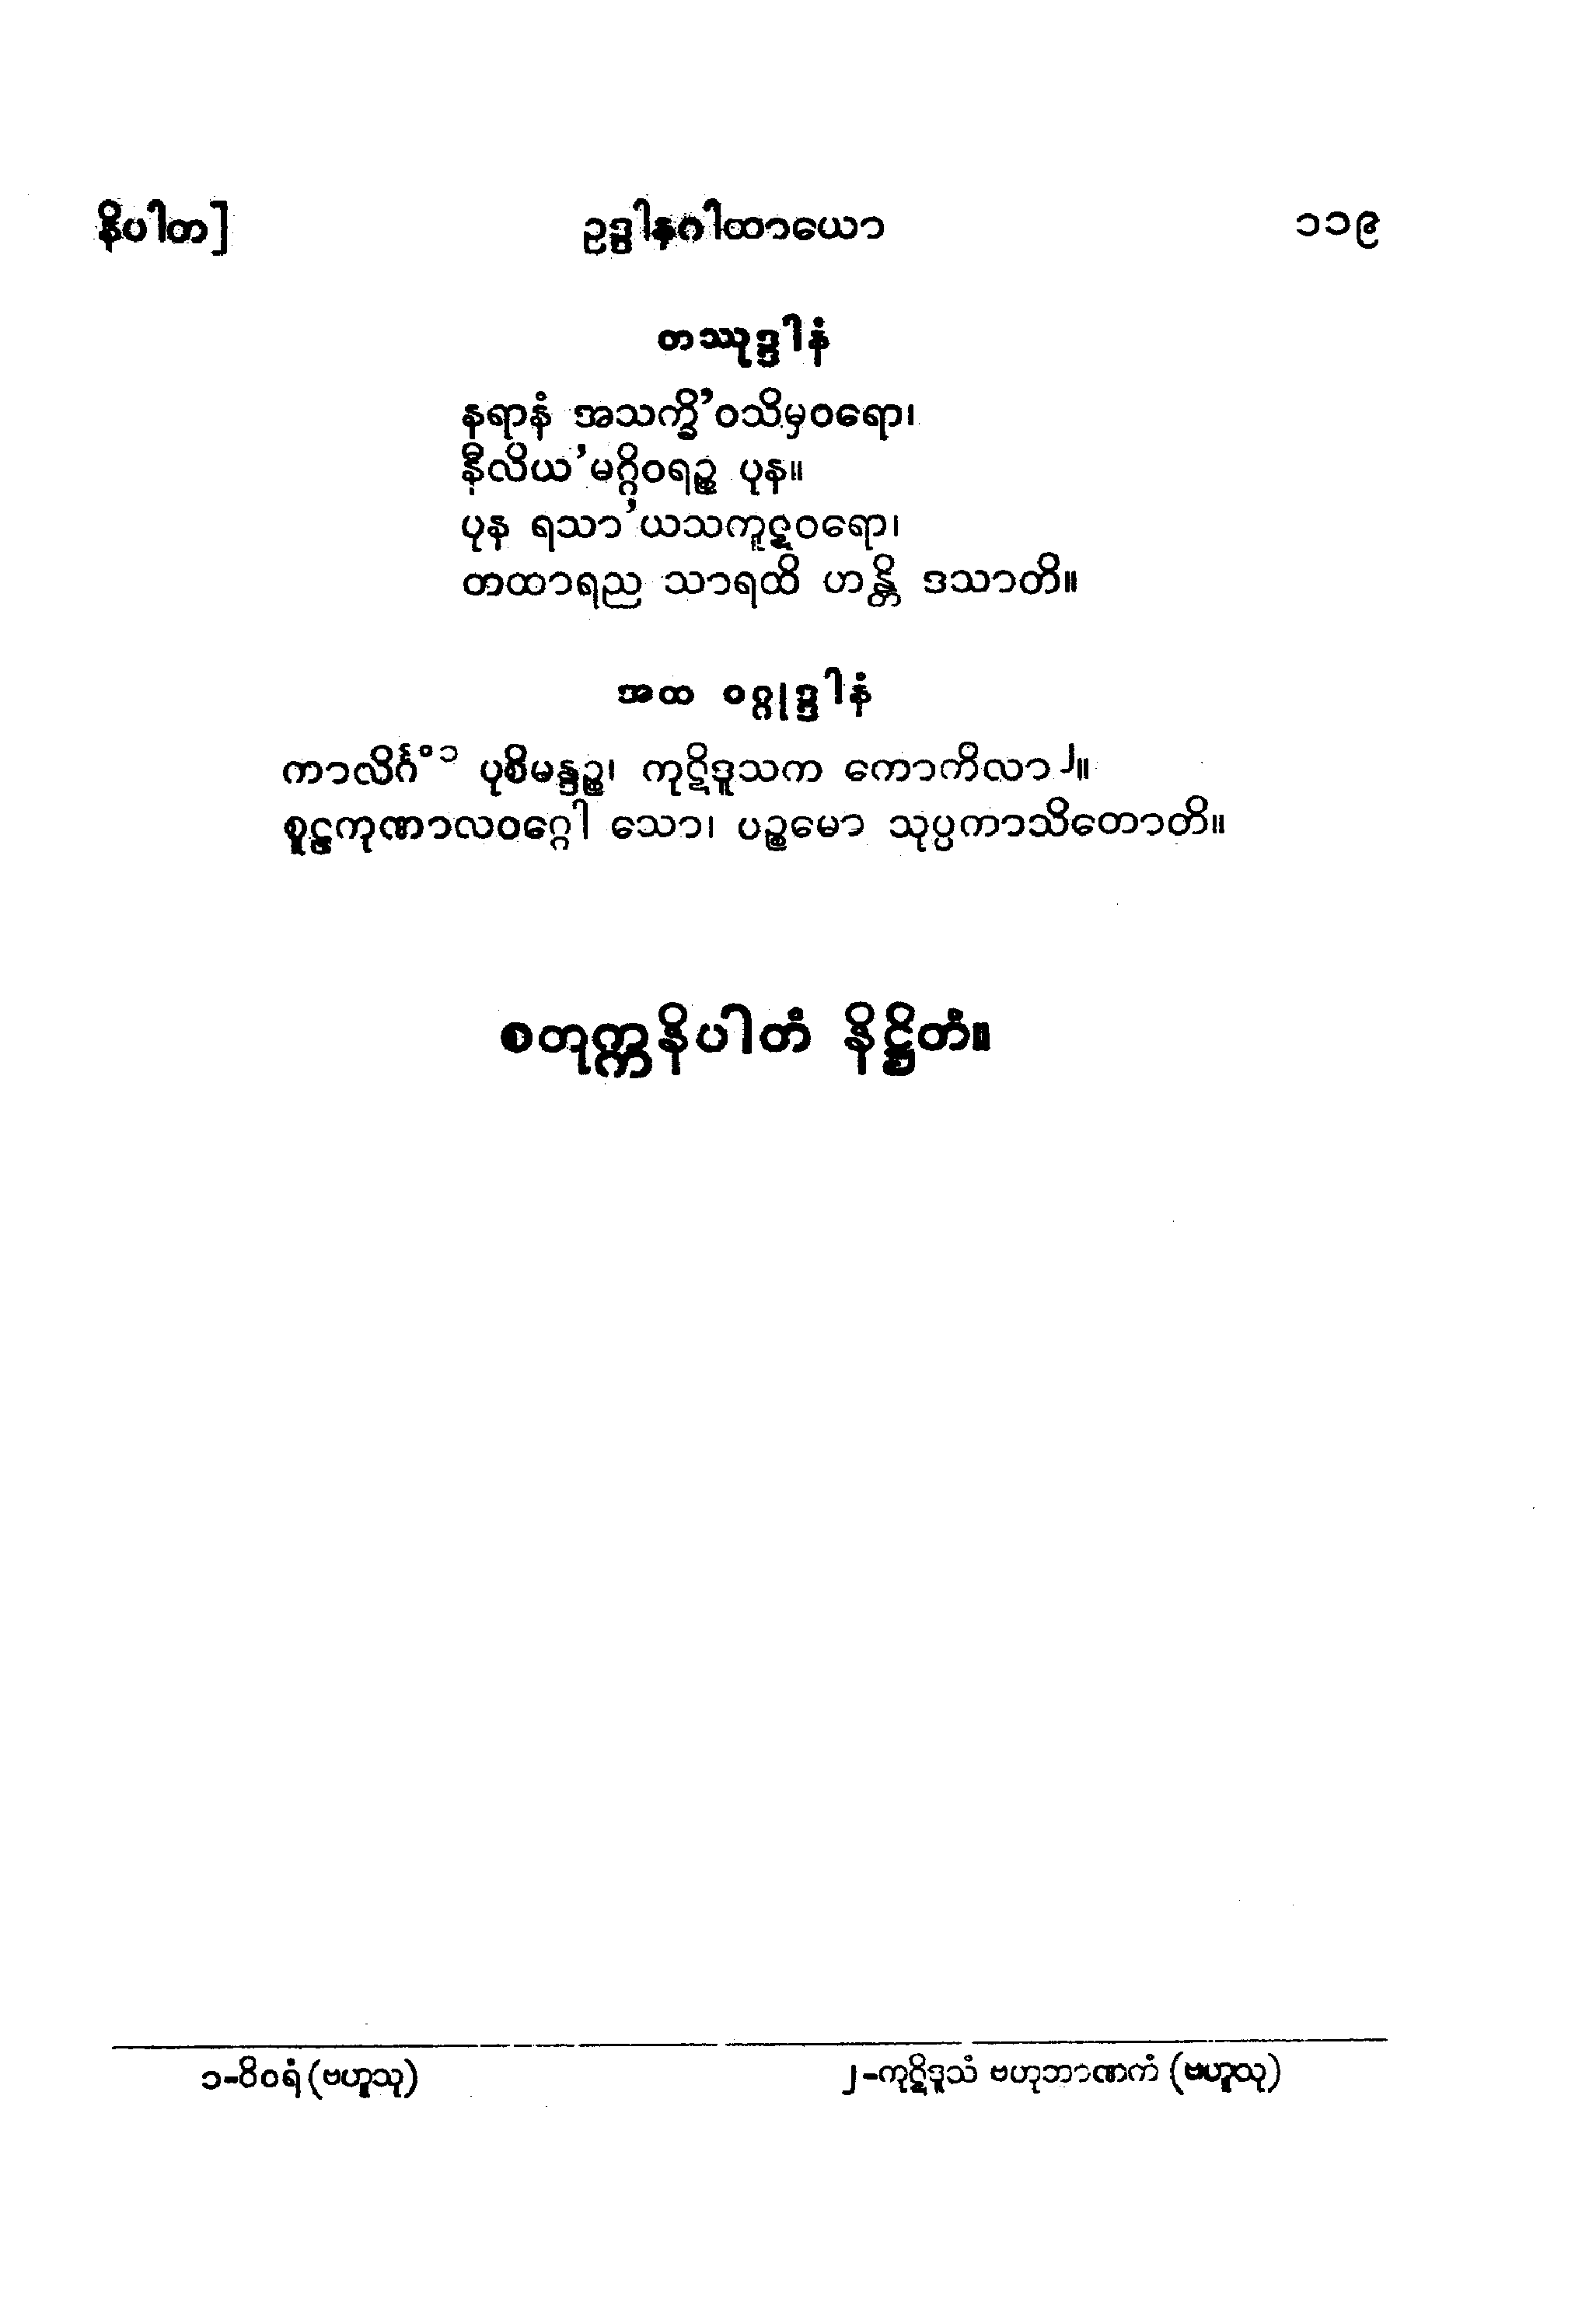 နိပါတ]
ဥဒ္ဒါနဂါထာယော
၁၁၉
တဿုဒ္ဒါနံ
နရာနံ အသက္ခိ’ဝသိမှဝရော၊
နီလိယ’မဂ္ဂိဝရဉ္စ ပုန။
ပုန ရသာ’ယသကူဋဝရော၊
တထာရည သာရထိ ဟန္တိ ဒသာတိ။
အထ ဝဂ္ဂုဒ္ဒါနံ
ကာလိင်္ဂံ၁ ပုစိမန္ဒဉ္စ၊ ကုဋိဒူသက ကောကိလာ၂။
စူဠကုဏာလဝဂ္ဂေါ သော၊ ပဉ္စမော သုပ္ပကာသိတောတိ။
စတုက္ကနိပါတံ နိဋ္ဌိတံ။
၁-ဝိဝရံ (ဗဟူသု)
၂-ကုဋိဒူသံ ဗဟုဘာဏကံ (ဗဟူသု)